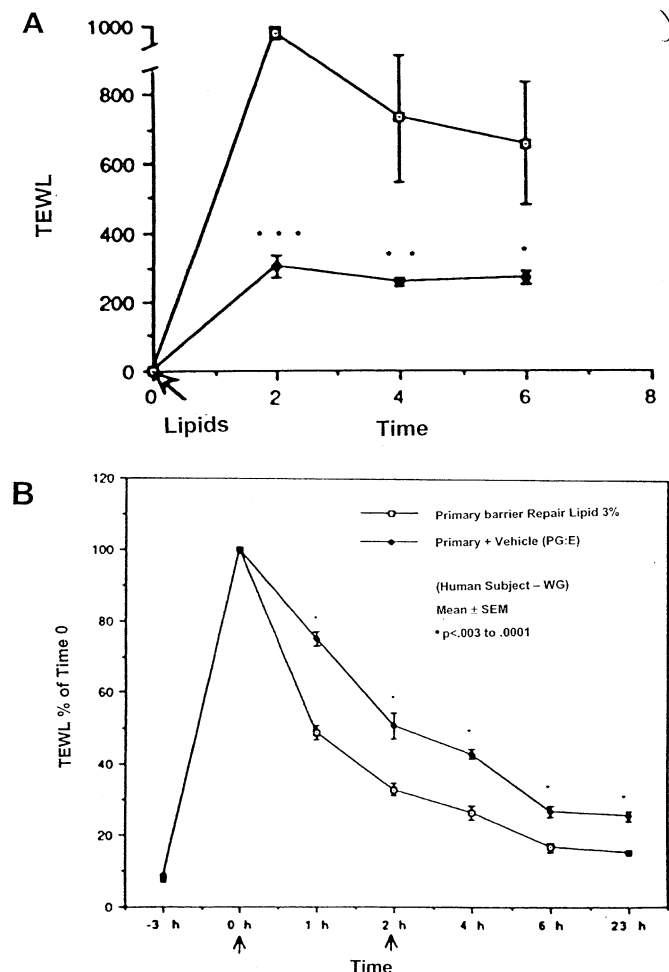 A
1000
800
600
400
200
0
TEWL
0 2 4 6 8
Lipids Time
B
120
100
80
60
40
20
0
TEWL % of Time 0
Primary barrier Repair Lipid 3%
Primary + Vehicle (PG:E)
(Human Subject – WG)
Mean ± SEM
* p<.003 to .0001
-3 h 0 h 1 h 2 h 4 h 6 h 23 h
Time